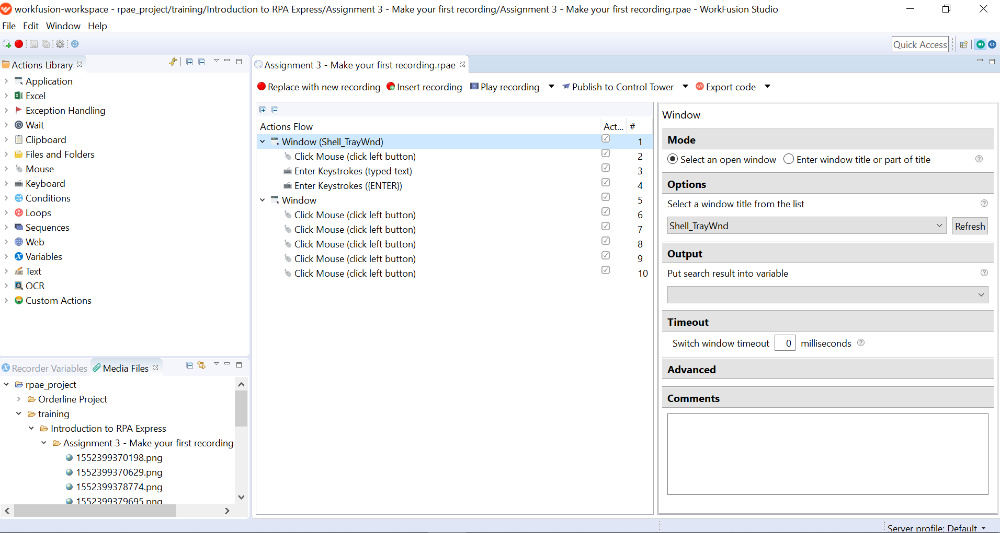 workfusion-workspace - rpae_project/training/Introduction to RPA Express/Assignment 3 - Make your first recording/Assignment 3 - Make your first recording.rpae - WorkFusion Studio
File Edit Window Help
Quick Access
Actions Library
Application
Excel
Exception Handling
Wait
Clipboard
Files and Folders
Mouse
Keyboard
Conditions
Loops
Sequences
Web
Variables
Text
OCR
Custom Actions
Recorder Variables Media Files
rpae_project
Orderline Project
training
Introduction to RPA Express
Assignment 3 - Make your first recording
1552399370198.png
1552399370629.png
1552399378774.png
1552399379695.png
Assignment 3 - Make your first recording.rpae
Replace with new recording Insert recording Play recording Publish to Control Tower Export code
Actions Flow Act... #
Window (Shell_TrayWnd) 1
Click Mouse (click left button) 2
Enter Keystrokes (typed text) 3
Enter Keystrokes ({ENTER}) 4
Window 5
Click Mouse (click left button) 6
Click Mouse (click left button) 7
Click Mouse (click left button) 8
Click Mouse (click left button) 9
Click Mouse (click left button) 10
Window
Mode
Select an open window Enter window title or part of title
Options
Select a window title from the list
Shell_TrayWnd Refresh
Output
Put search result into variable
Timeout
Switch window timeout 0 milliseconds
Advanced
Comments
Server profile: Default